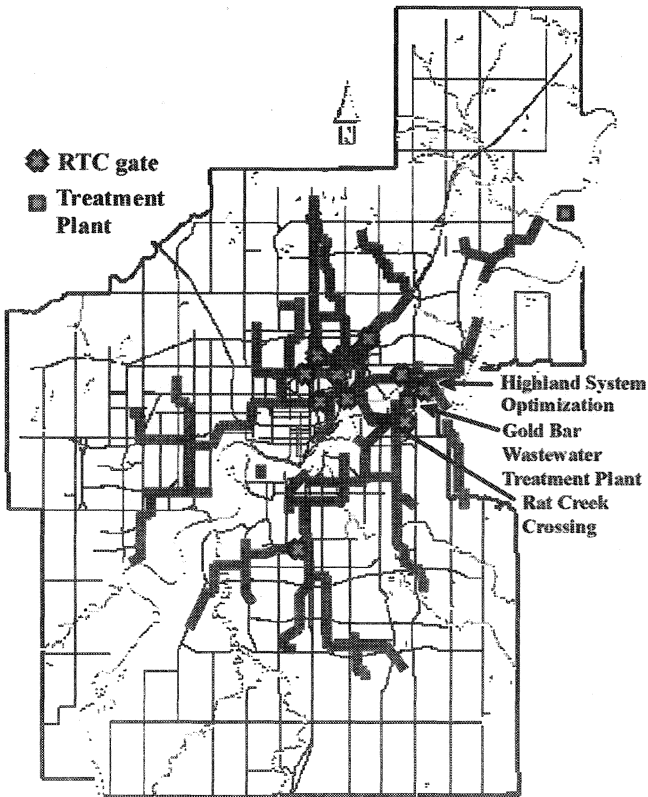 N
RTC gate
Treatment
Plant
Highland System
Optimization
Gold Bar
Wastewater
Treatment Plant
Rat Creek
Crossing